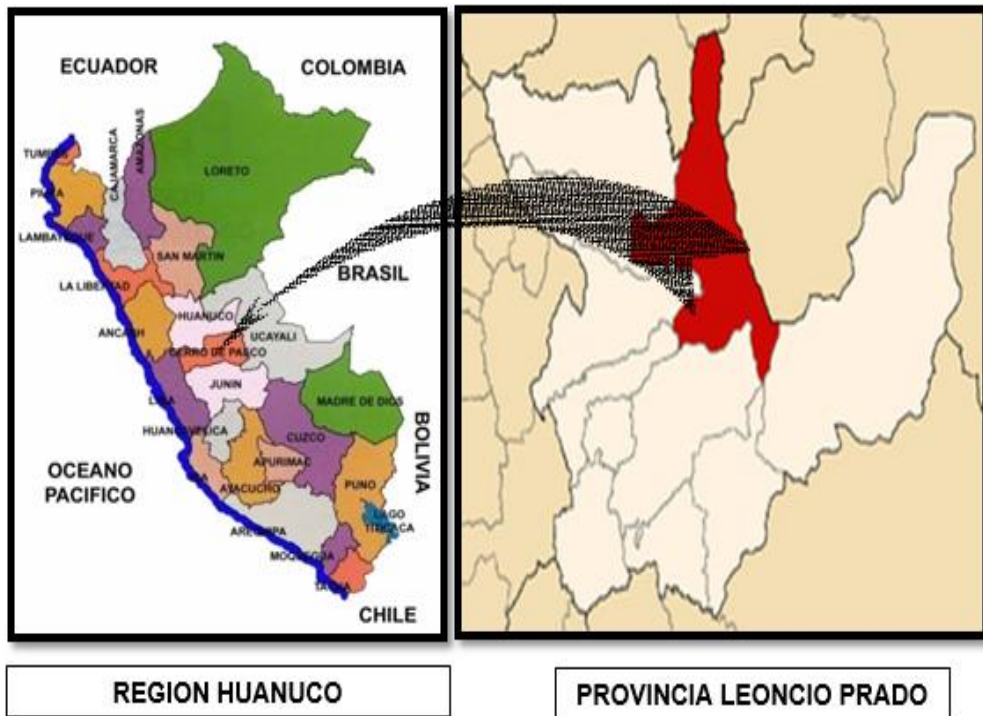 ECUADOR
COLOMBIA
TUMBES
CAJAMARCA
AMAZONAS
LORETO
PIURA
LAMBAYEQUE
SAN MARTIN
BRASIL
LA LIBERTAD
HUANUCO
ANCASH
UCAYALI
CERRO DE PASCO
JUNIN
LIMA
MADRE DE DIOS
HUANCAVELICA
CUZCO
BOLIVIA
OCEANO
PACIFICO
APURIMAC
ICA
AYACUCHO
PUNO
LAGO
TITICACA
AREQUIPA
MOQUEGUA
TACNA
CHILE
REGION HUANUCO
PROVINCIA LEONCIO PRADO